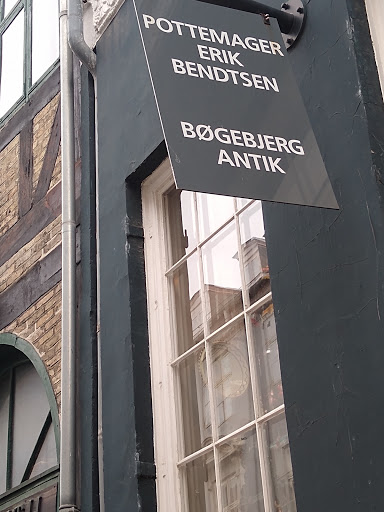 POTTEMAGER
ERIK
BENDTSEN
BØGEBJERG
ANTIK